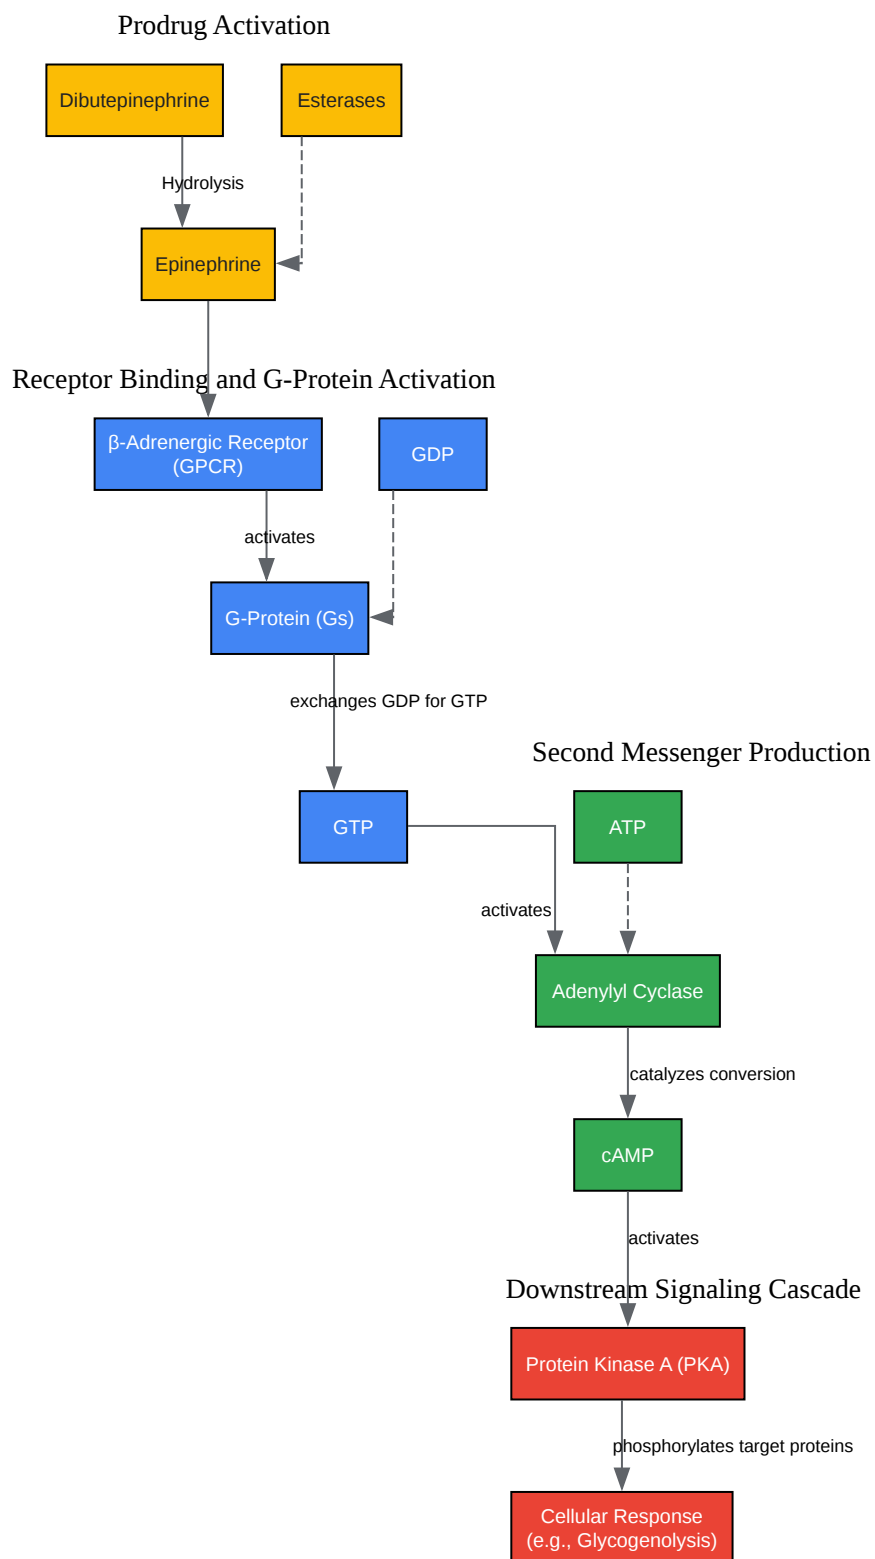 Prodrug Activation
Dibutepinephrine
Esterases
Hydrolysis
Epinephrine
Receptor Binding and G-Protein Activation
β-Adrenergic Receptor
(GPCR)
GDP
activates
G-Protein (Gs)
exchanges GDP for GTP
Second Messenger Production
GTP
ATP
activates
Adenylyl Cyclase
catalyzes conversion
cAMP
activates
Downstream Signaling Cascade
Protein Kinase A (PKA)
phosphorylates target proteins
Cellular Response
(e.g., Glycogenolysis)